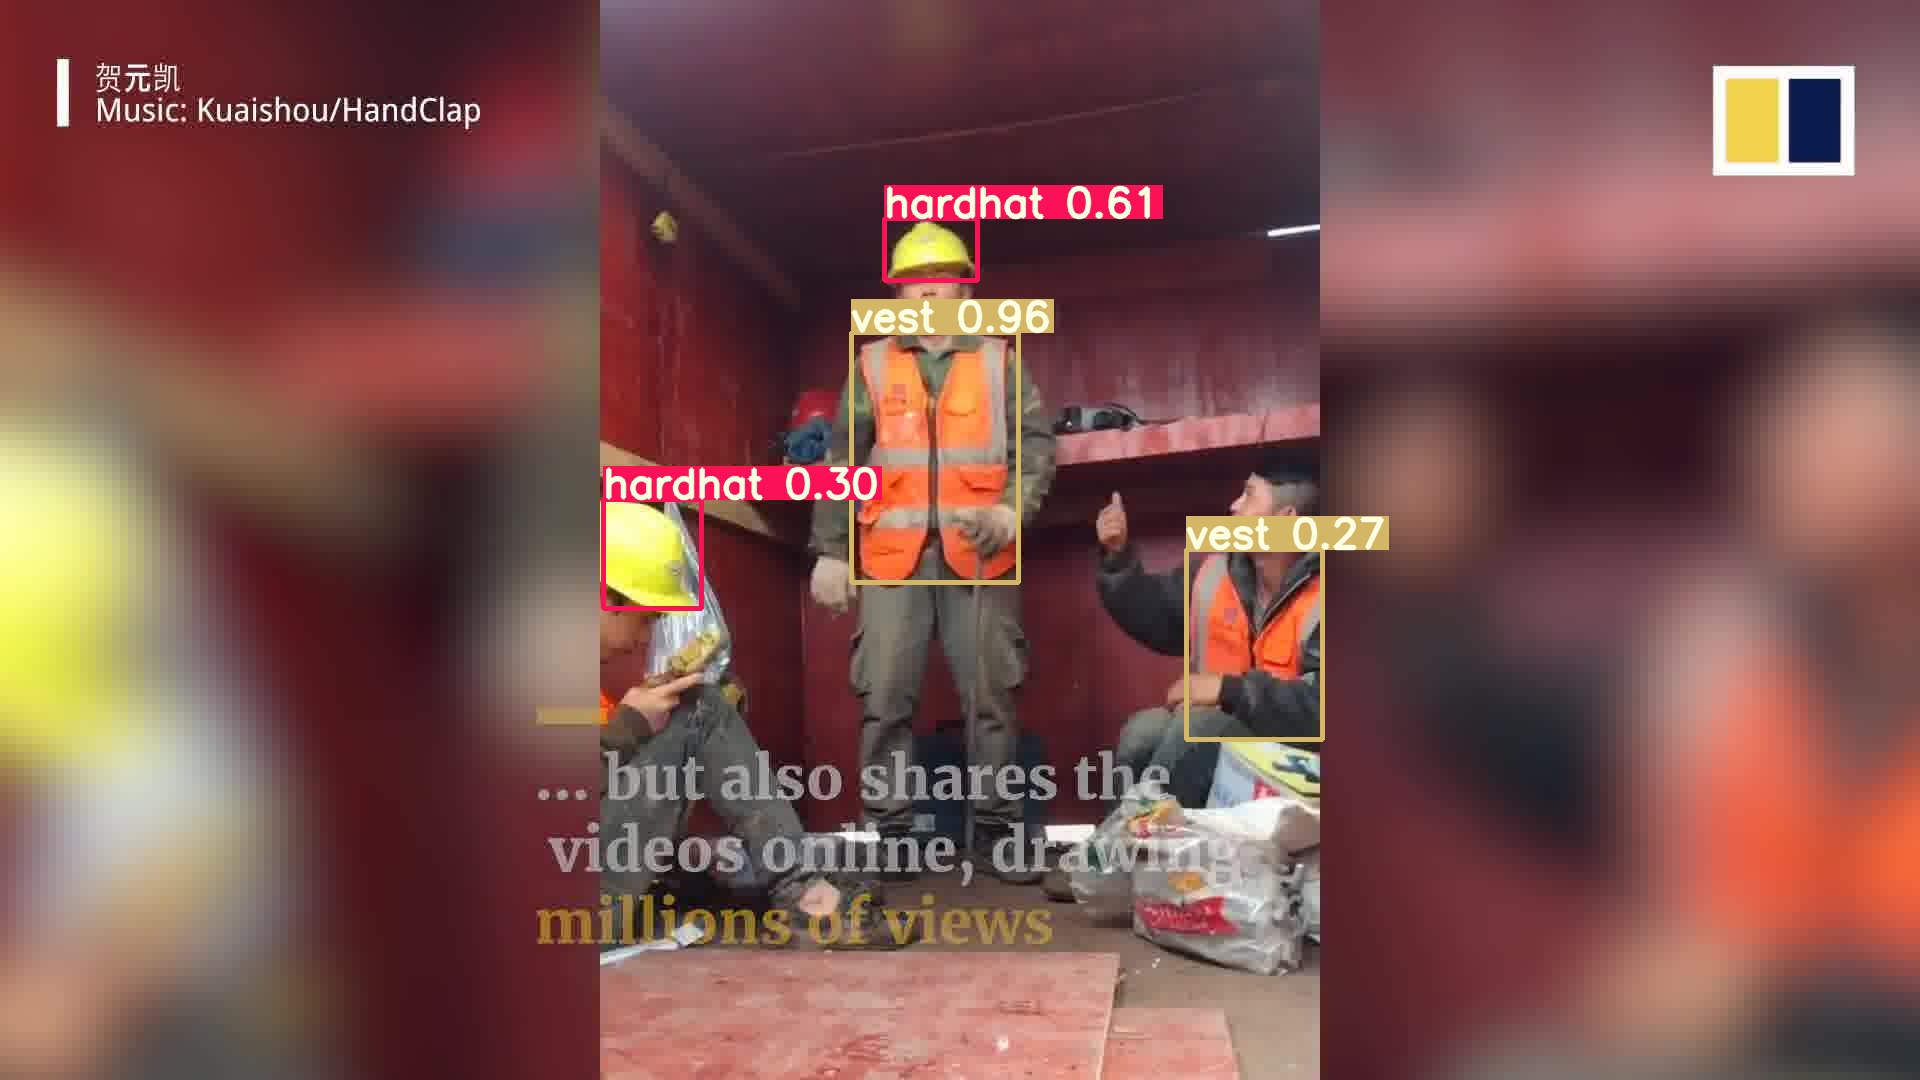 贺元凯
Music: Kuaishou/HandClap
hardhat 0.61
vest 0.96
hardhat 0.30
vest 0.27
... but also shares the
videos online, drawing
millions of views